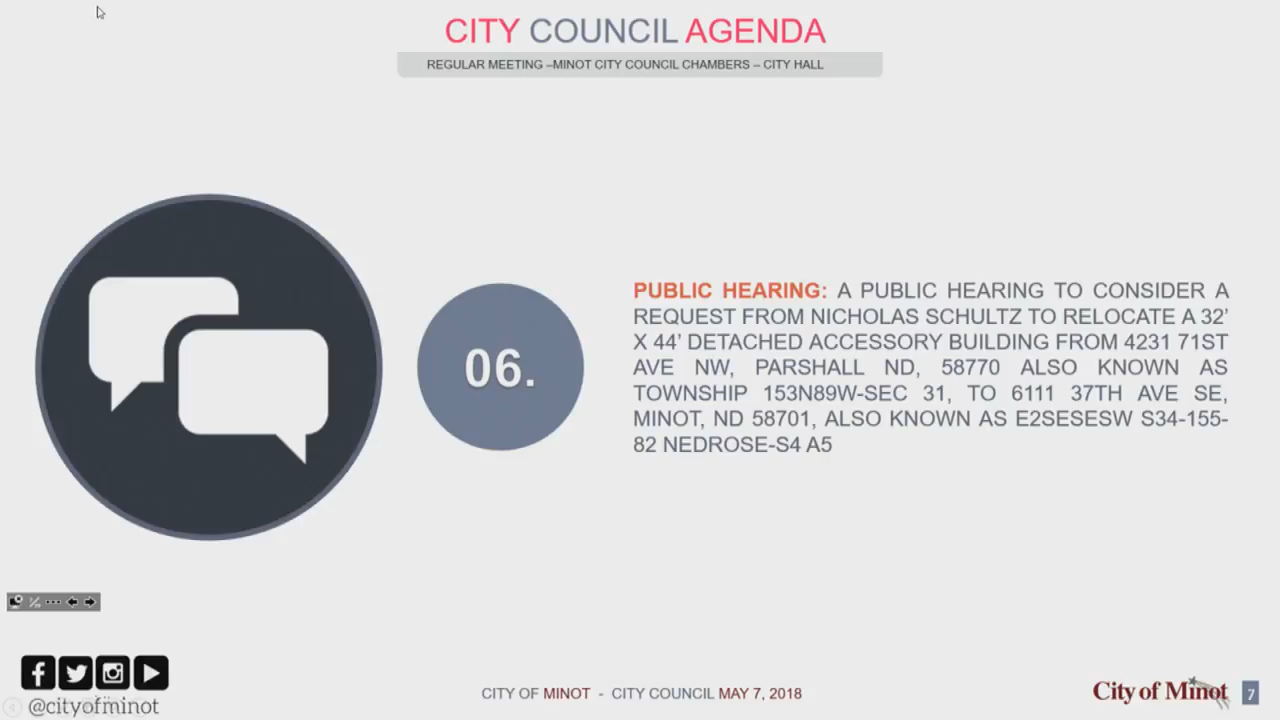 CITY COUNCIL AGENDA
REGULAR MEETING –MINOT CITY COUNCIL CHAMBERS – CITY HALL
06.
PUBLIC HEARING: A PUBLIC HEARING TO CONSIDER A
REQUEST FROM NICHOLAS SCHULTZ TO RELOCATE A 32’
X 44’ DETACHED ACCESSORY BUILDING FROM 4231 71ST
AVE NW, PARSHALL ND, 58770 ALSO KNOWN AS
TOWNSHIP 153N89W-SEC 31, TO 6111 37TH AVE SE,
MINOT, ND 58701, ALSO KNOWN AS E2SESESW S34-155-
82 NEDROSE-S4 A5
@cityofminot
CITY OF MINOT - CITY COUNCIL MAY 7, 2018
City of Minot
7